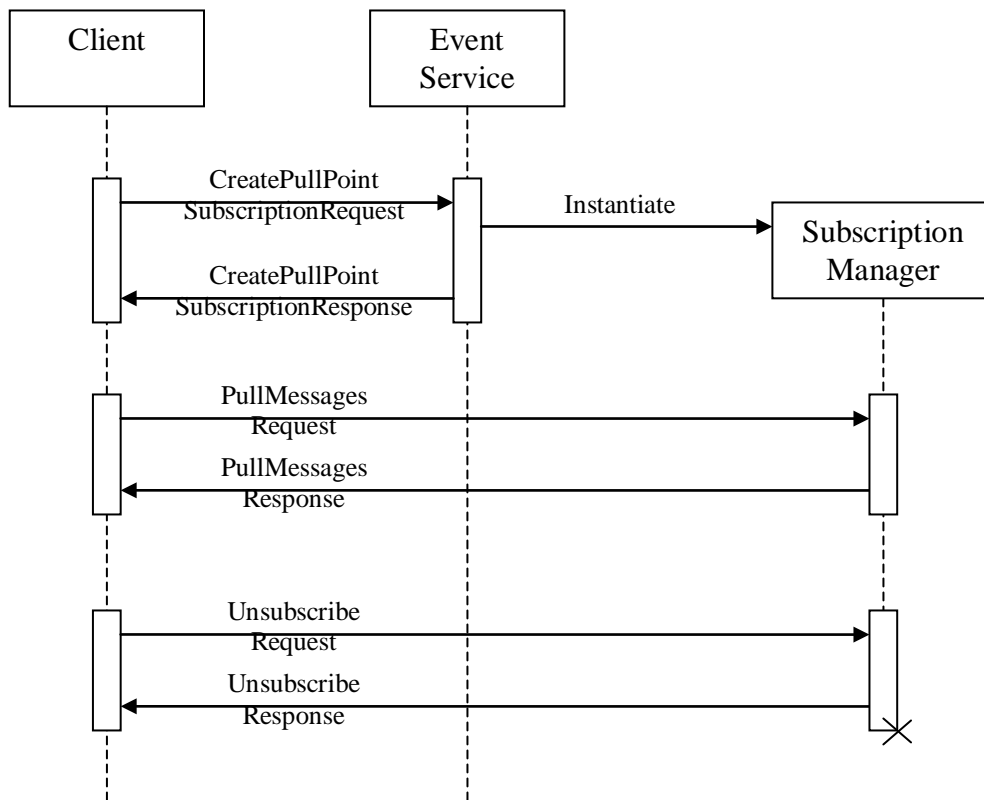 Client
Event
Service
CreatePullPoint
SubscriptionRequest
Instantiate
Subscription
Manager
CreatePullPoint
SubscriptionResponse
PullMessages
Request
PullMessages
Response
Unsubscribe
Request
Unsubscribe
Response